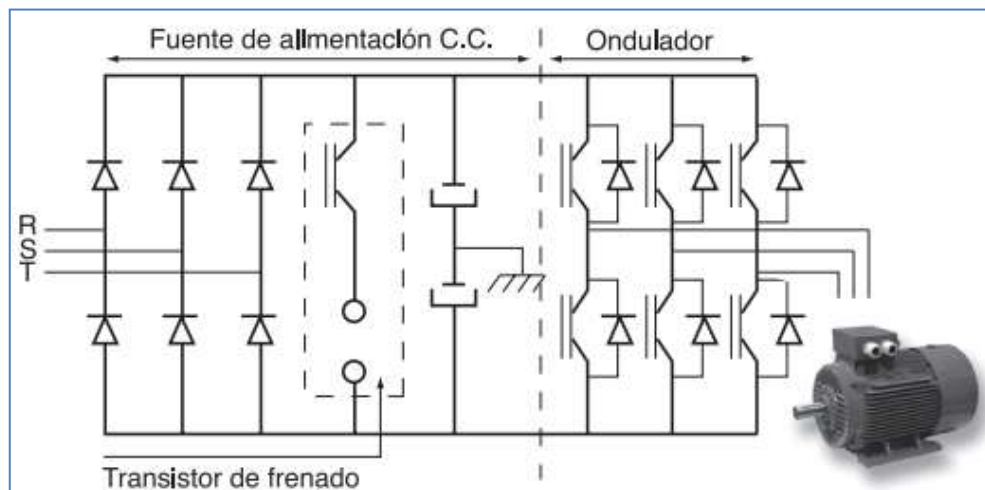 Fuente de alimentación C.C.
Ondulador
R
S
T
Transistor de frenado